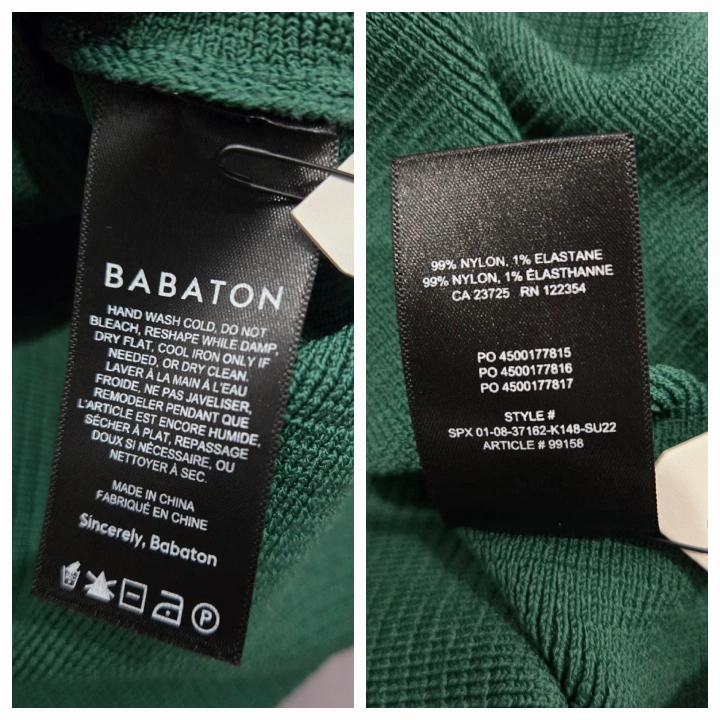 BABATON
HAND WASH COLD, DO NOT
BLEACH, RESHAPE WHILE DAMP,
DRY FLAT, COOL IRON ONLY IF
NEEDED, OR DRY CLEAN.
LAVER À LA MAIN À L'EAU
FROIDE, NE PAS JAVELISER,
REMODELER PENDANT QUE
L'ARTICLE EST ENCORE HUMIDE,
SÉCHER À PLAT, REPASSAGE
DOUX SI NÉCESSAIRE, OU
NETTOYER À SEC.
MADE IN CHINA
FABRIQUÉ EN CHINE
Sincerely, Babaton
P
99% NYLON, 1% ELASTANE
99% NYLON, 1% ÉLASTHANNE
CA 23725 RN 122354
PO 4500177815
PO 4500177816
PO 4500177817
STYLE #
SPX 01-08-37162-K148-SU22
ARTICLE # 99158